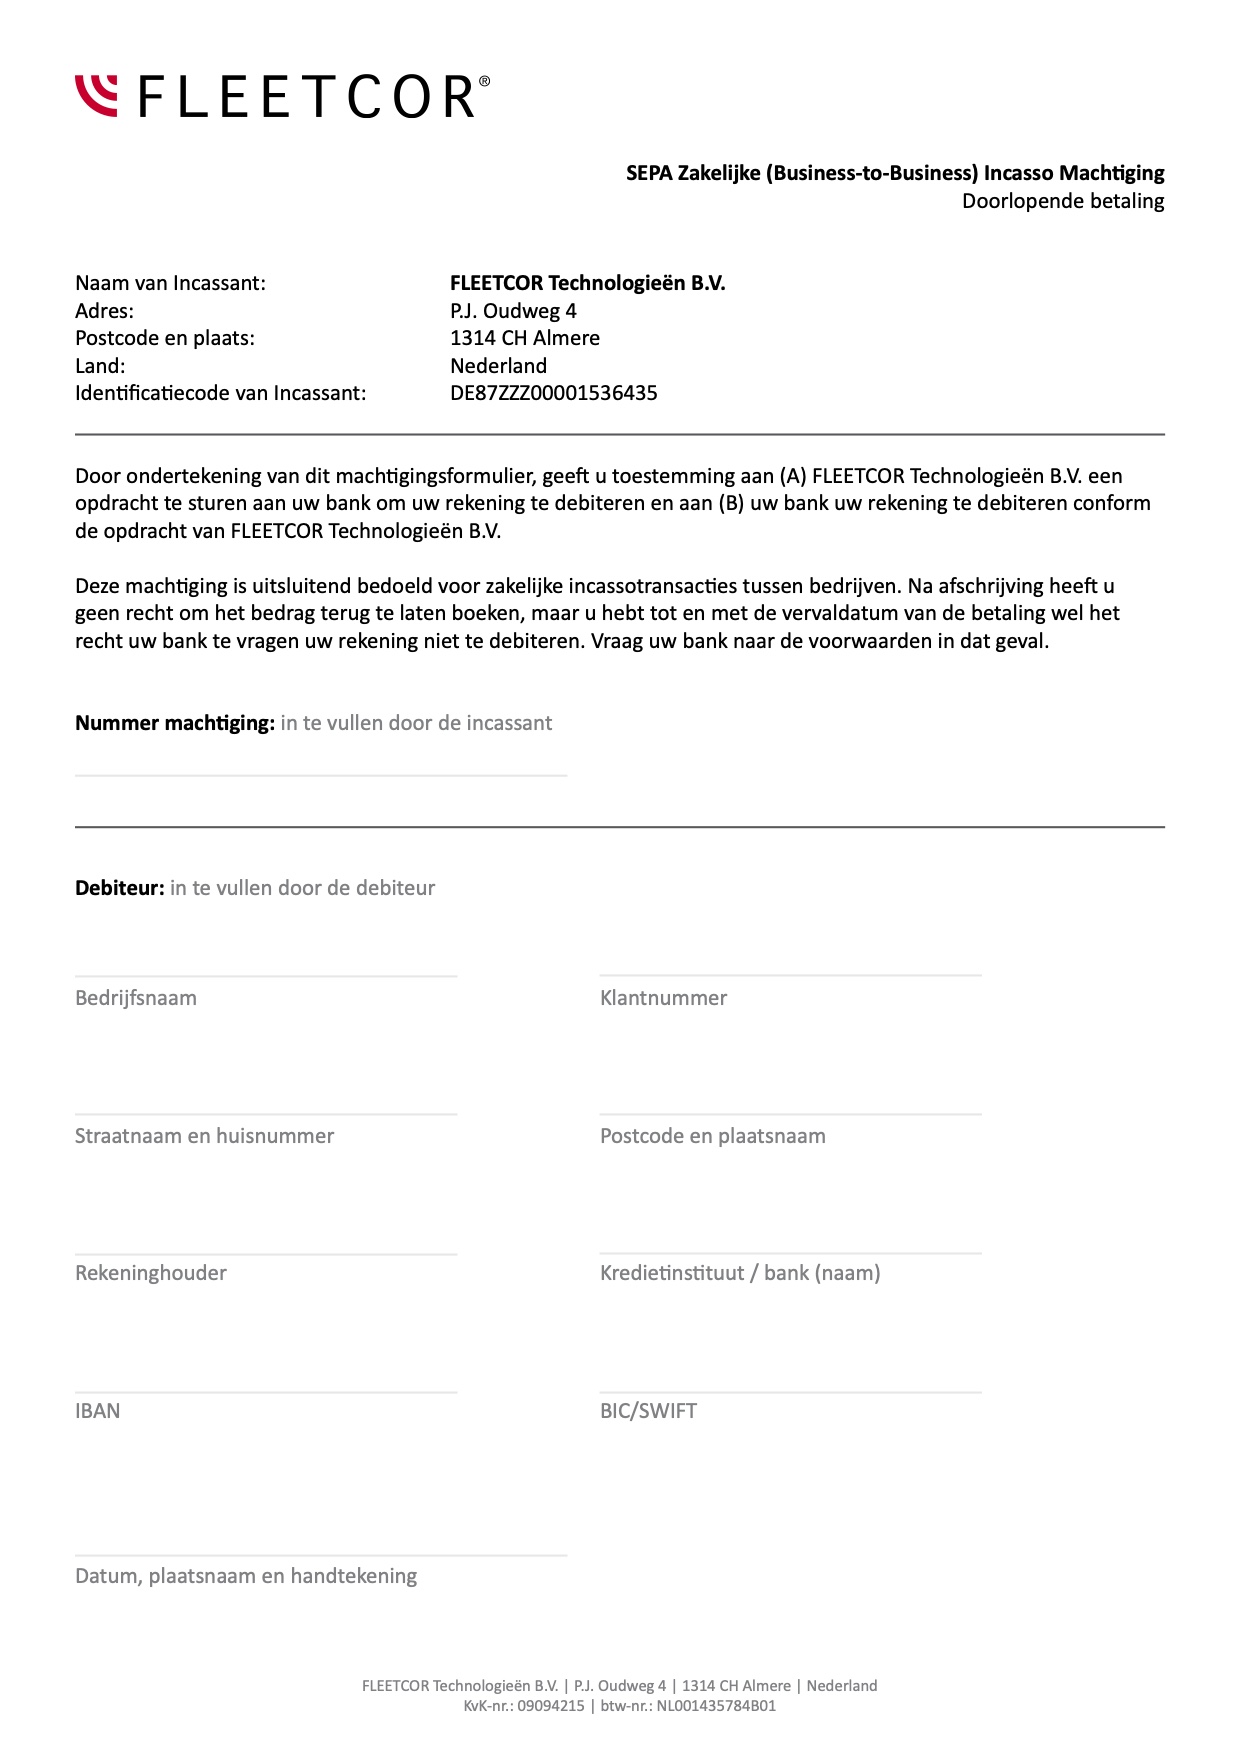 FLEETCOR®
SEPA Zakelijke (Business-to-Business) Incasso Machtiging
Doorlopende betaling
Naam van Incassant: FLEETCOR Technologieën B.V.
Adres: P.J. Oudweg 4
Postcode en plaats: 1314 CH Almere
Land: Nederland
Identificatiecode van Incassant: DE87ZZZ00001536435
Door ondertekening van dit machtigingsformulier, geeft u toestemming aan (A) FLEETCOR Technologieën B.V. een
opdracht te sturen aan uw bank om uw rekening te debiteren en aan (B) uw bank uw rekening te debiteren conform
de opdracht van FLEETCOR Technologieën B.V.
Deze machtiging is uitsluitend bedoeld voor zakelijke incassotransacties tussen bedrijven. Na afschrijving heeft u
geen recht om het bedrag terug te laten boeken, maar u hebt tot en met de vervaldatum van de betaling wel het
recht uw bank te vragen uw rekening niet te debiteren. Vraag uw bank naar de voorwaarden in dat geval.
Nummer machtiging: in te vullen door de incassant
Debiteur: in te vullen door de debiteur
Bedrijfsnaam Klantnummer
Straatnaam en huisnummer Postcode en plaatsnaam
Rekeninghouder Kredietinstituut / bank (naam)
IBAN BIC/SWIFT
Datum, plaatsnaam en handtekening
FLEETCOR Technologieën B.V. | P.J. Oudweg 4 | 1314 CH Almere | Nederland
KvK-nr.: 09094215 | btw-nr.: NL001435784B01